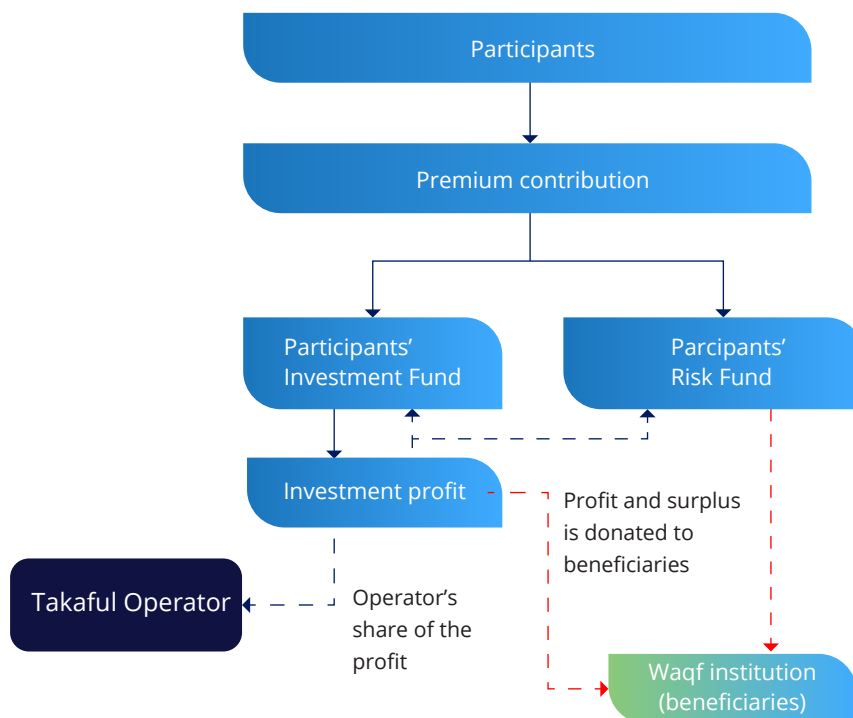 Participants
Premium contribution
Participants’
Investment Fund
Parcipants’
Risk Fund
Investment profit
Profit and surplus
is donated to
beneficiaries
Takaful Operator
Operator’s
share of the
profit
Waqf institution
(beneficiaries)